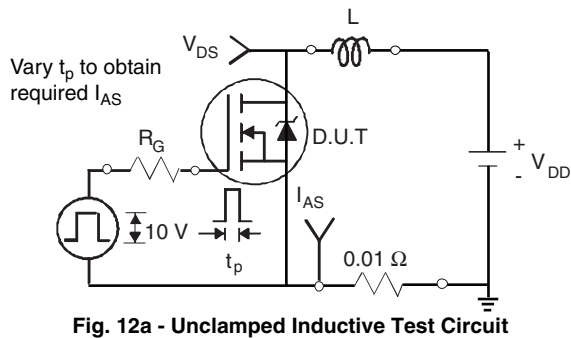 L
V_DS
Vary t_p to obtain
required I_AS
R_G
D.U.T
+
V_DD
-
I_AS
10 V
t_p
0.01 Ω
Fig. 12a - Unclamped Inductive Test Circuit